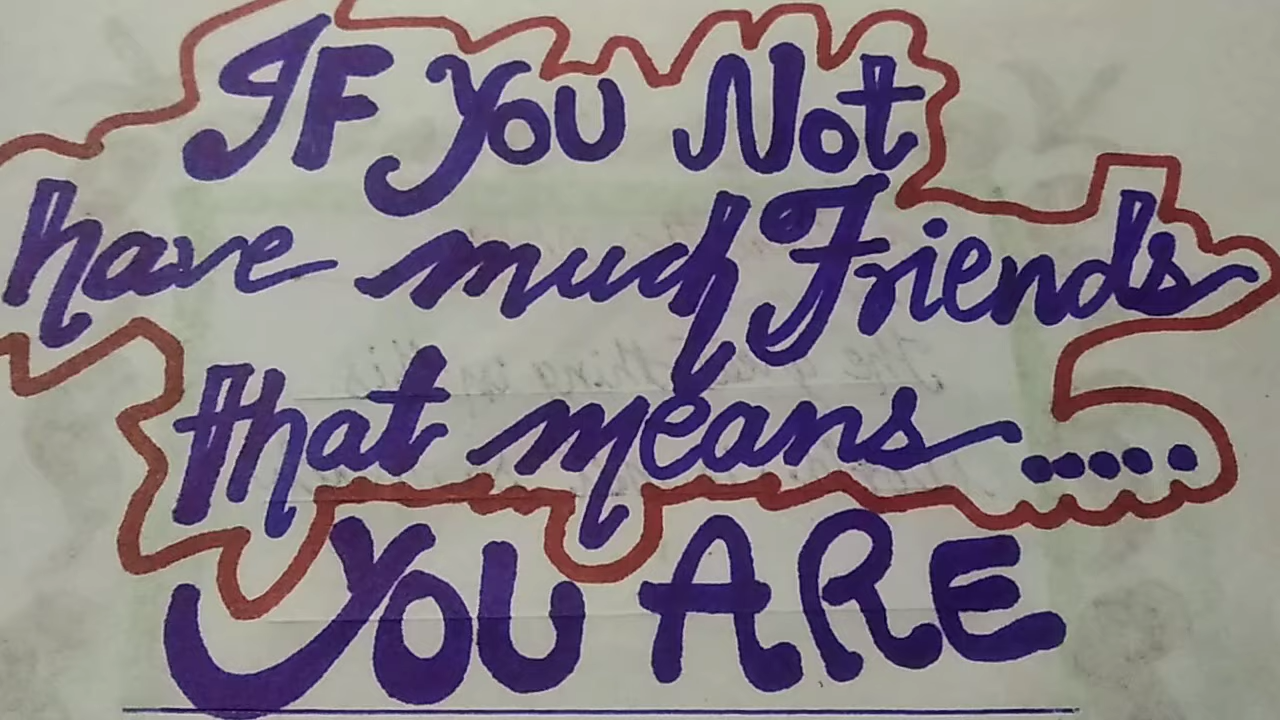 IF you Not
have much Friends
that means .....
YOU ARE